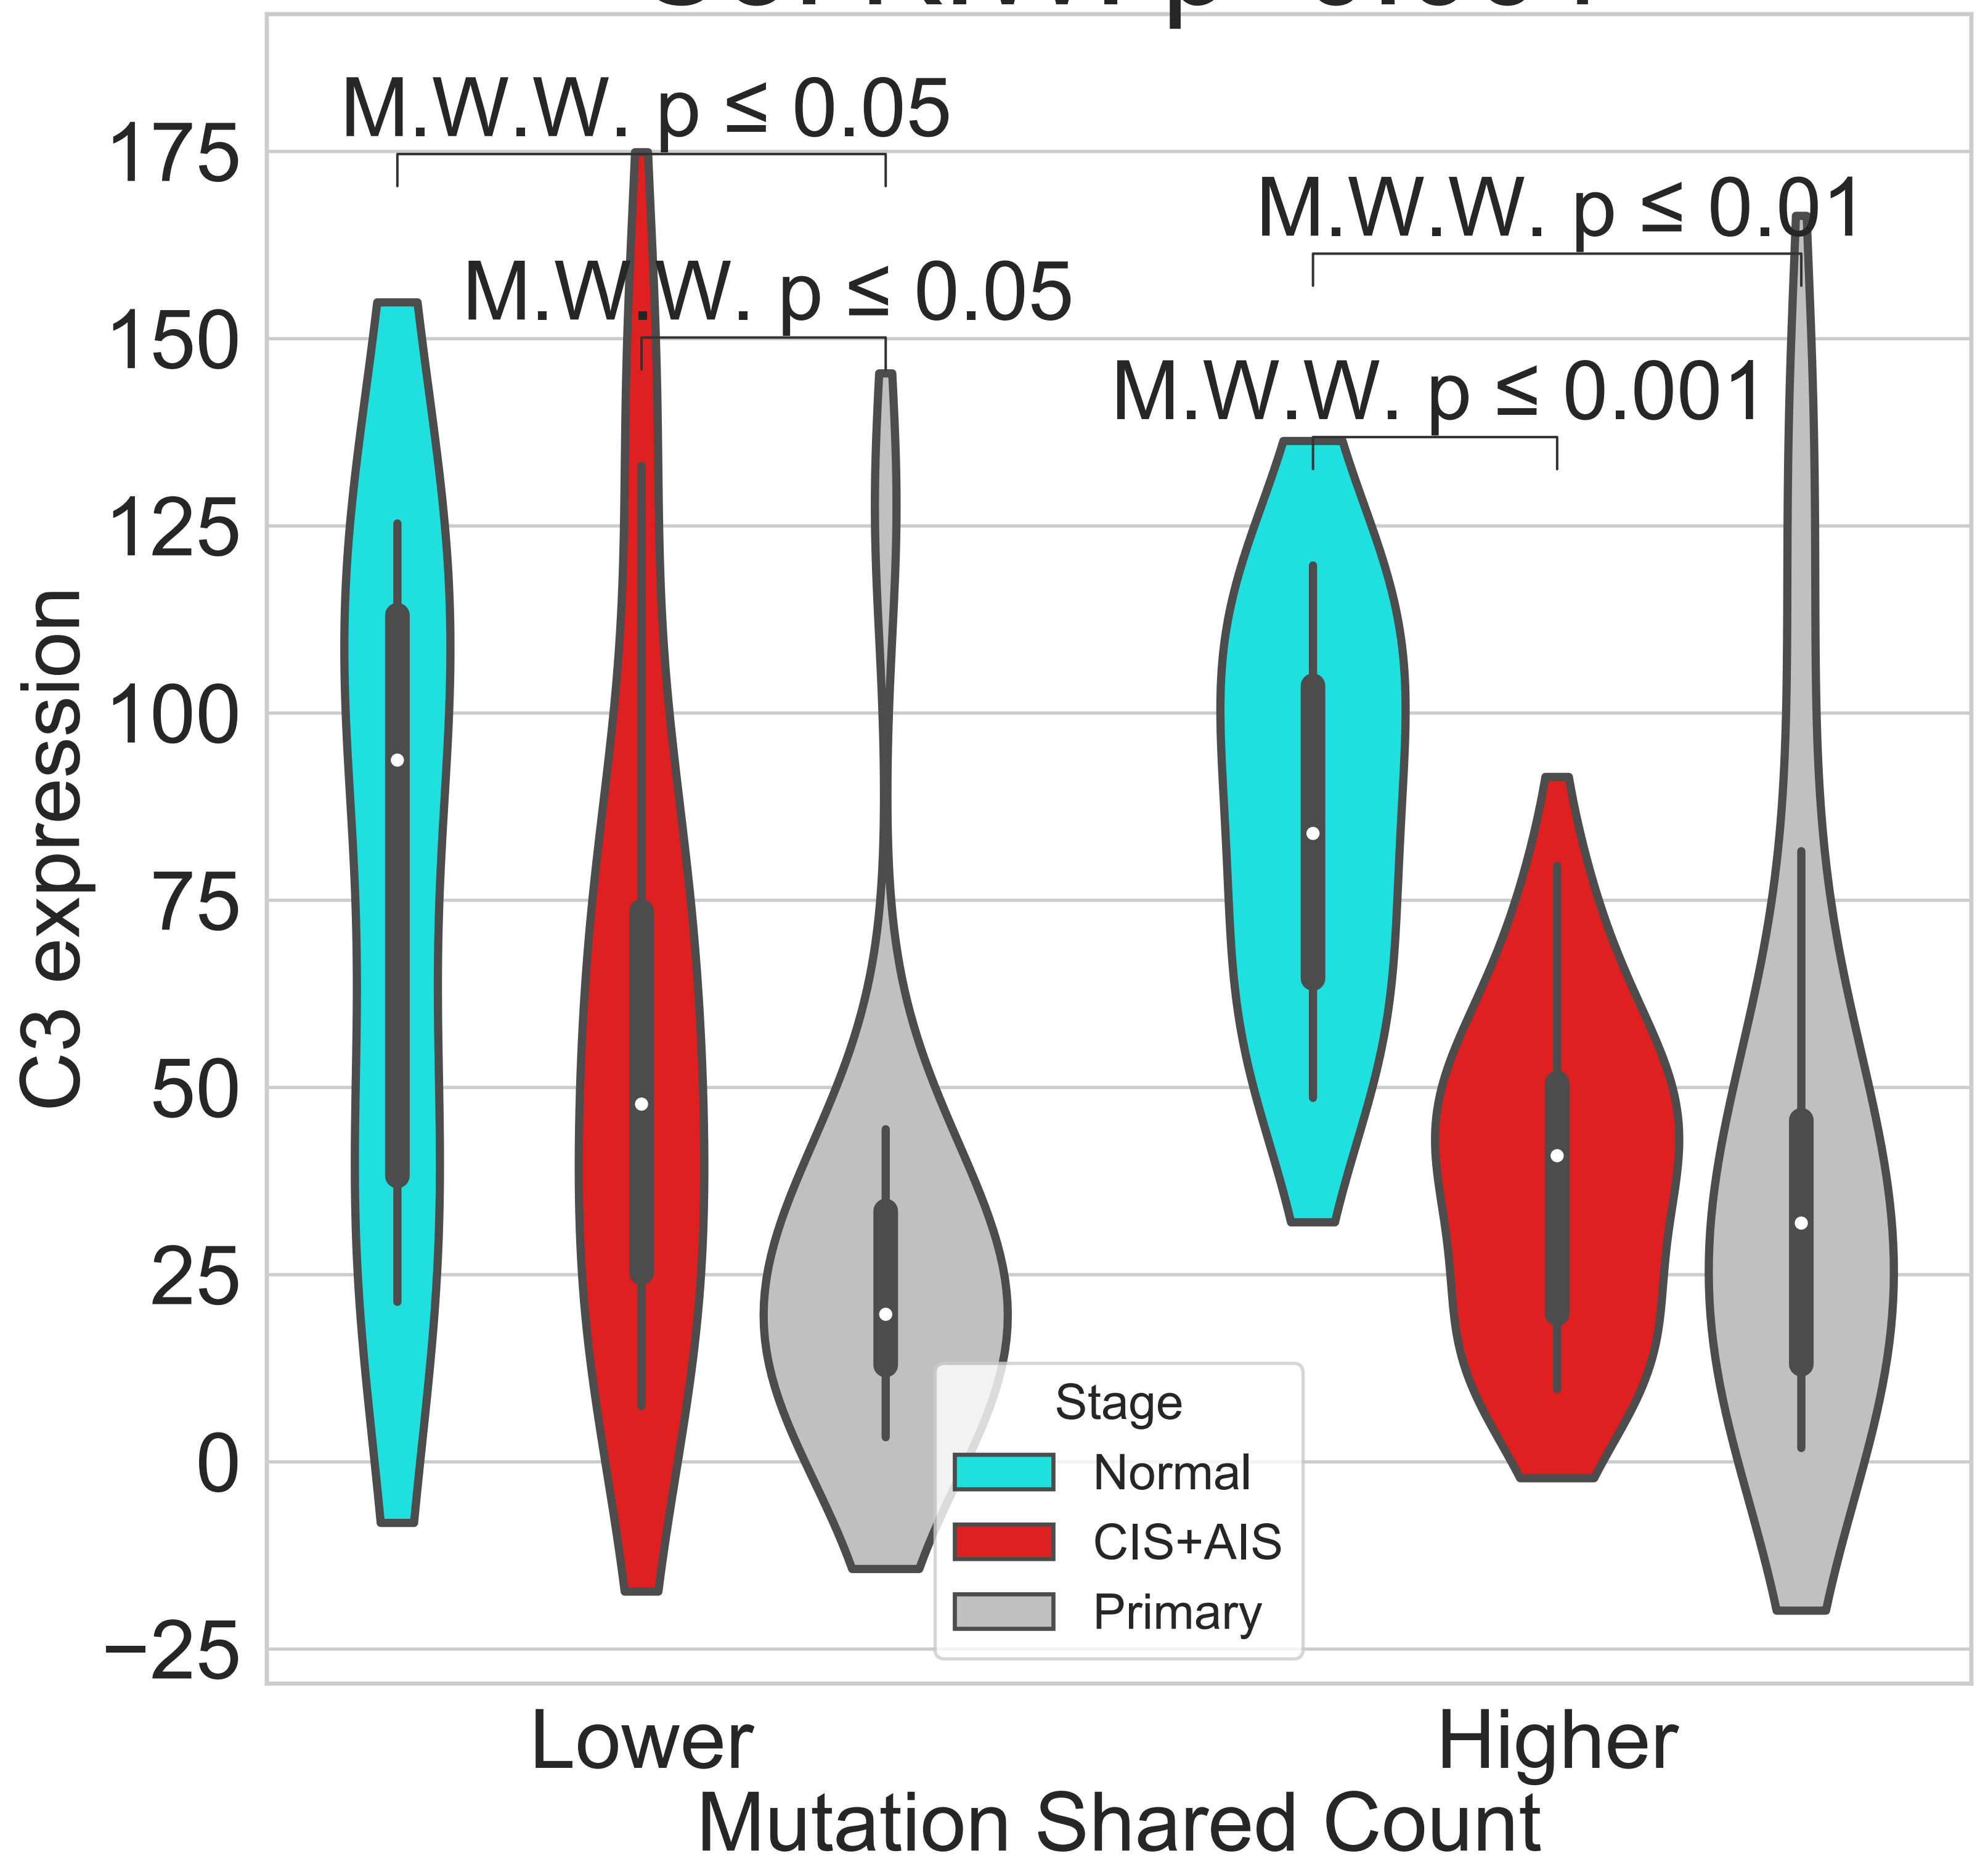 M.W.W. p ≤ 0.05
M.W.W. p ≤ 0.01
M.W.W. p ≤ 0.05
M.W.W. p ≤ 0.001
175
150
125
100
75
50
25
0
−25
C3 expression
Stage
Normal
CIS+AIS
Primary
Lower
Higher
Mutation Shared Count